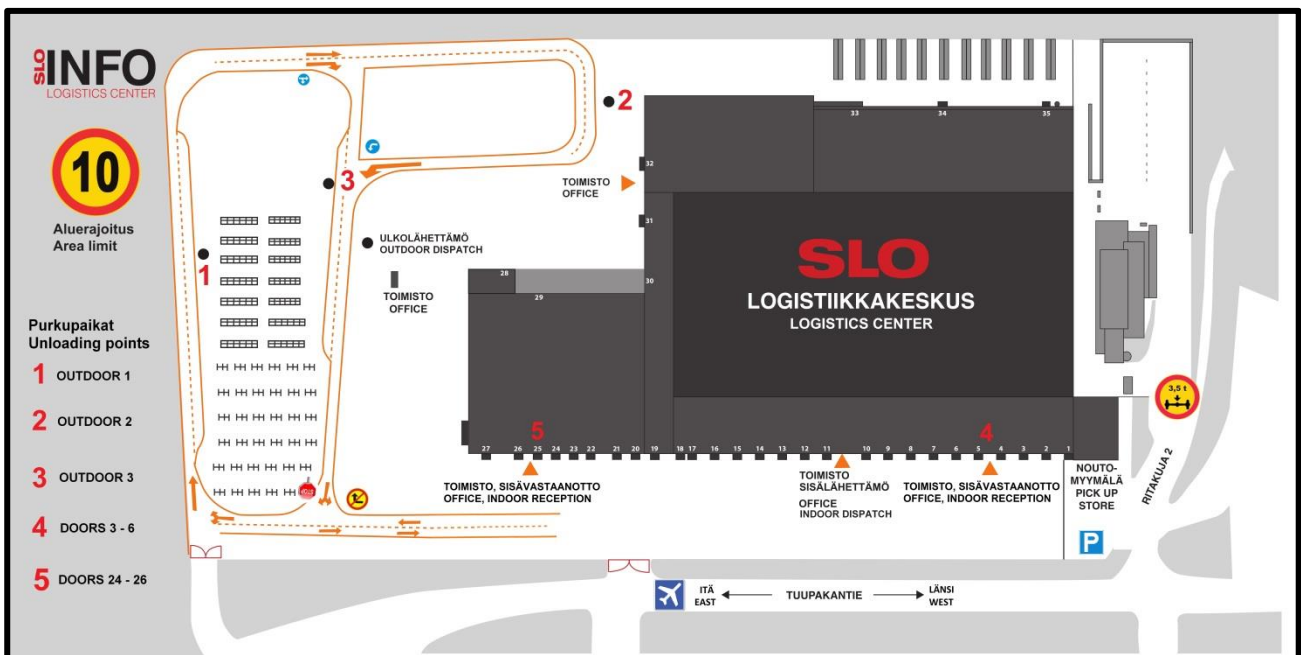 SLO INFO
LOGISTICS CENTER
10
Aluerajoitus
Area limit
Purkupaikat
Unloading points
1 OUTDOOR 1
2 OUTDOOR 2
3 OUTDOOR 3
4 DOORS 3 - 6
5 DOORS 24 - 26
2
3
1
ULKOLÄHETTÄMÖ
OUTDOOR DISPATCH
TOIMISTO
OFFICE
TOIMISTO
OFFICE
33
34
35
32
31
30
28
29
SLO
LOGISTIIKKAKESKUS
LOGISTICS CENTER
3,5 t
RITAKUJA 2
5
4
27
26
25
24
23
22
21
20
19
18
17
16
15
14
13
12
11
10
9
8
7
6
5
4
3
2
1
TOIMISTO, SISÄVASTAANOTTO
OFFICE, INDOOR RECEPTION
TOIMISTO
SISÄLÄHETTÄMÖ
OFFICE
INDOOR DISPATCH
TOIMISTO, SISÄVASTAANOTTO
OFFICE, INDOOR RECEPTION
NOUTO-
MYYMÄLÄ
PICK UP
STORE
P
ITÄ
EAST
TUUPAKANTIE
LÄNSI
WEST